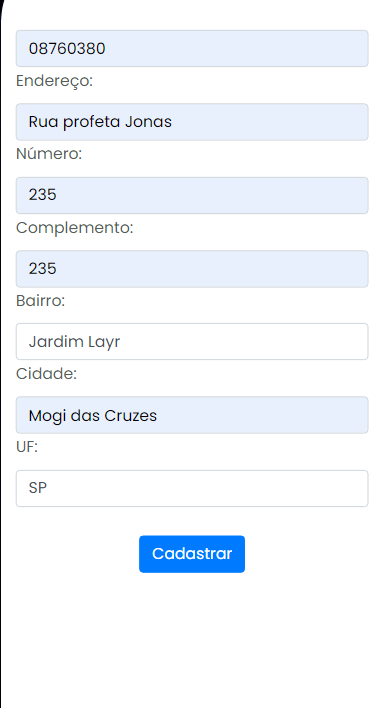 08760380
Endereço:
Rua profeta Jonas
Número:
235
Complemento:
235
Bairro:
Jardim Layr
Cidade:
Mogi das Cruzes
UF:
SP
Cadastrar